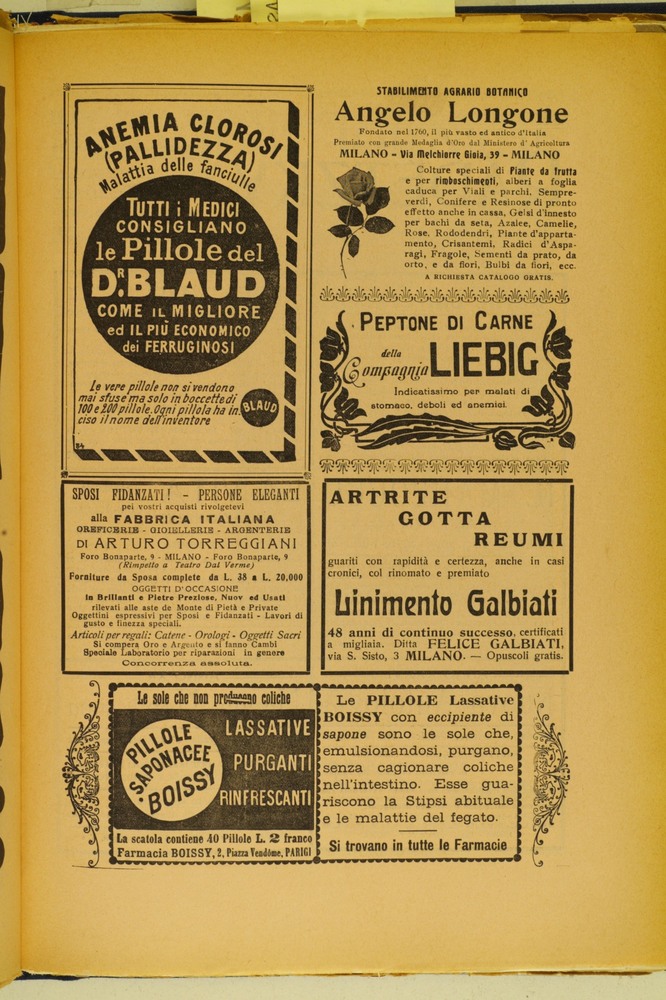 ANEMIA CLOROSI
(PALLIDEZZA)
Malattia delle fanciulle
TUTTI i MEDICI
CONSIGLIANO
le Pillole del
D.R BLAUD
COME IL MIGLIORE
ed IL PIÙ ECONOMICO
dei FERRUGINOSI
le vere pillole non si vendono
mai sfuse ma solo in boccette di
100 e 200 pillole. Ogni pillola ha in.
ciso il nome dell'inventore
BLAUD
84
STABILIMENTO AGRARIO BOTANICO
Angelo Longone
Fondato nel 1760, il più vasto ed antico d'Italia
Premiato con grande Medaglia d'Oro dal Ministero d'Agricoltura
MILANO - Via Melchiorre Gioia, 39 - MILANO
Colture speciali di Piante da frutta
e per rimboschimenti, alberi a foglia
caduca per Viali e parchi, Sempre-
verdi, Conifere e Resinose di pronto
effetto anche in cassa, Gelsi d'innesto
per bachi da seta, Azalee, Camelie,
Rose, Rododendri, Piante d'apparta-
mento, Crisantemi, Radici d'Aspa-
ragi, Fragole, Sementi da prato, da
orto, e da fiori, Bulbi da fiori, ecc.
A RICHIESTA CATALOGO GRATIS.
PEPTONE DI CARNE
della
Compagnia LIEBIG
Indicatissimo per malati di
stomaco, deboli ed anemici.
SPOSI FIDANZATI! - PERSONE ELEGANTI
pei vostri acquisti rivolgetevi
alla FABBRICA ITALIANA
OREFICERIE - GIOIELLERIE - ARGENTERIE
DI ARTURO TORREGGIANI
Foro Bonaparte, 9 - MILANO - Foro Bonaparte, 9
(Rimpetto a Teatro Dal Verme)
Forniture da Sposa complete da L. 38 a L. 20,000
OGGETTI D'OCCASIONE
in Brillanti e Pietre Preziose, Nuov ed Usati
rilevati alle aste de Monte di Pietà e Private
Oggettini espressivi per Sposi e Fidanzati - Lavori di
gusto e finezza speciali.
Articoli per regali: Catene - Orologi - Oggetti Sacri
Si compera Oro e Argento e si fanno Cambi
Speciale Laboratorio per riparazioni in genere
Concorrenza assoluta.
ARTRITE
GOTTA
REUMI
guariti con rapidità e certezza, anche in casi
cronici, col rinomato e premiato
Linimento Galbiati
48 anni di continuo successo, certificati
a migliaia. Ditta FELICE GALBIATI,
via S. Sisto, 3 MILANO. — Opuscoli gratis.
Le sole che non producano coliche
PILLOLE
SAPONACEE
BOISSY
LASSATIVE
PURGANTI
RINFRESCANTI
La scatola contiene 40 Pillole L. 2 franco
Farmacia BOISSY, 2, Piazza Vendôme, PARIGI
Le PILLOLE Lassative
BOISSY con eccipiente di
sapone sono le sole che,
emulsionandosi, purgano,
senza cagionare coliche
nell'intestino. Esse gua-
riscono la Stipsi abituale
e le malattie del fegato.
Si trovano in tutte le Farmacie